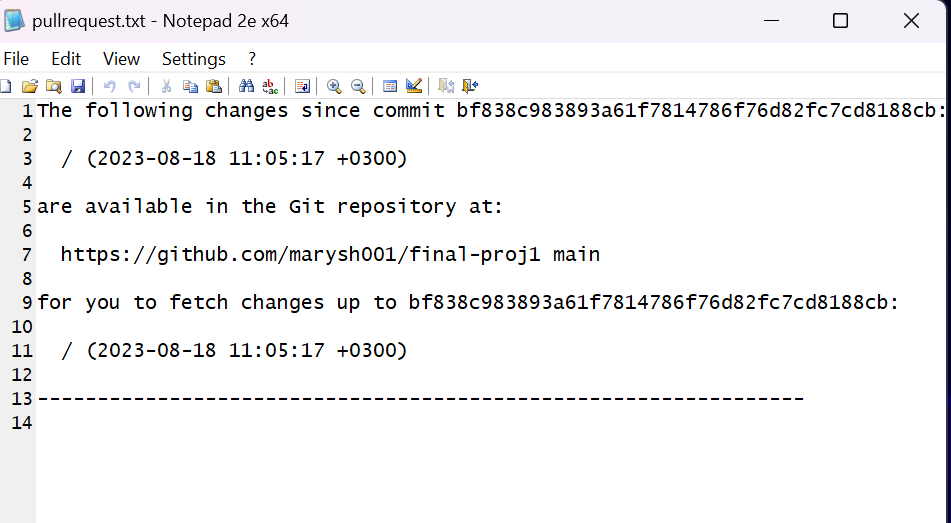 pullrequest.txt - Notepad 2e x64
File Edit View Settings ?
1 The following changes since commit bf838c983893a61f7814786f76d82fc7cd8188cb:
2
3 / (2023-08-18 11:05:17 +0300)
4
5 are available in the Git repository at:
6
7 https://github.com/marysh001/final-proj1 main
8
9 for you to fetch changes up to bf838c983893a61f7814786f76d82fc7cd8188cb:
10
11 / (2023-08-18 11:05:17 +0300)
12
13 ----------------------------------------------------------------
14